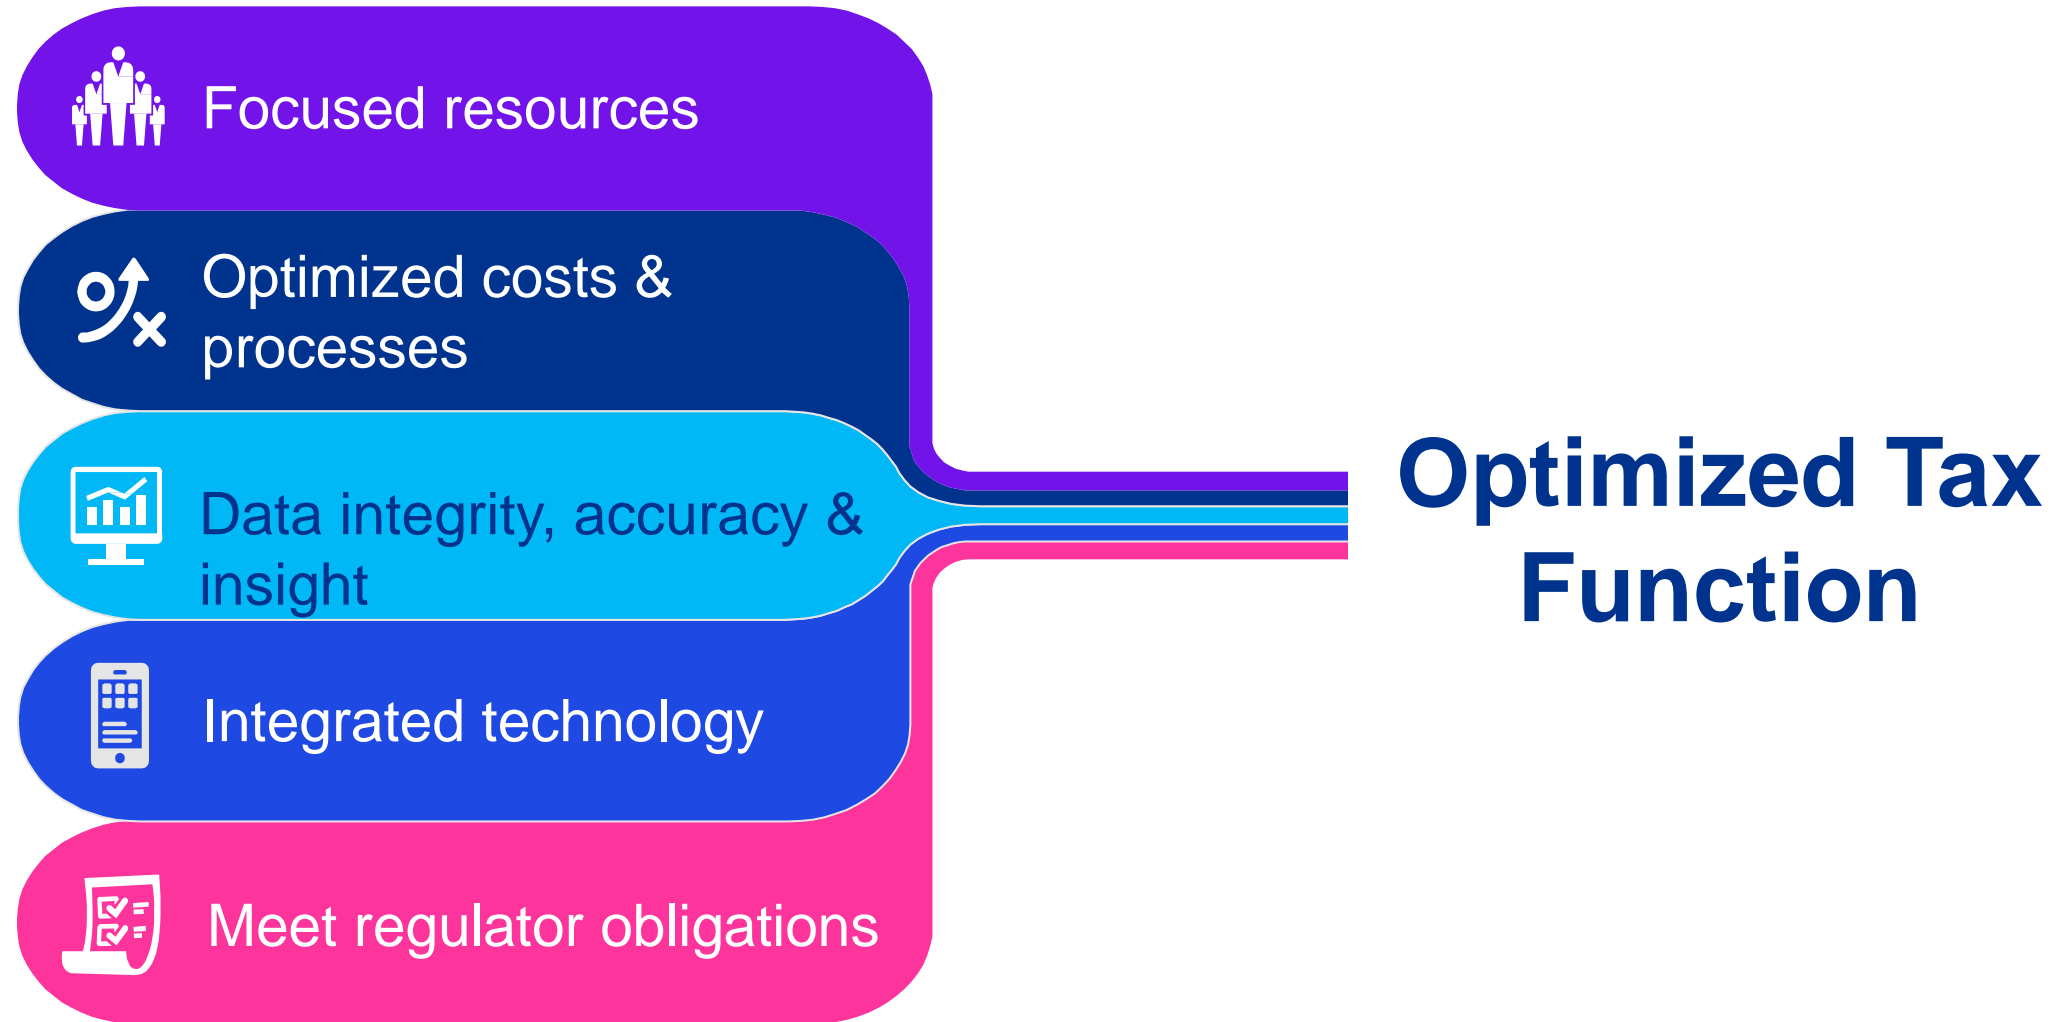 Focused resources
Optimized costs &
processes
Data integrity, accuracy &
insight
Integrated technology
Meet regulator obligations
Optimized Tax
Function